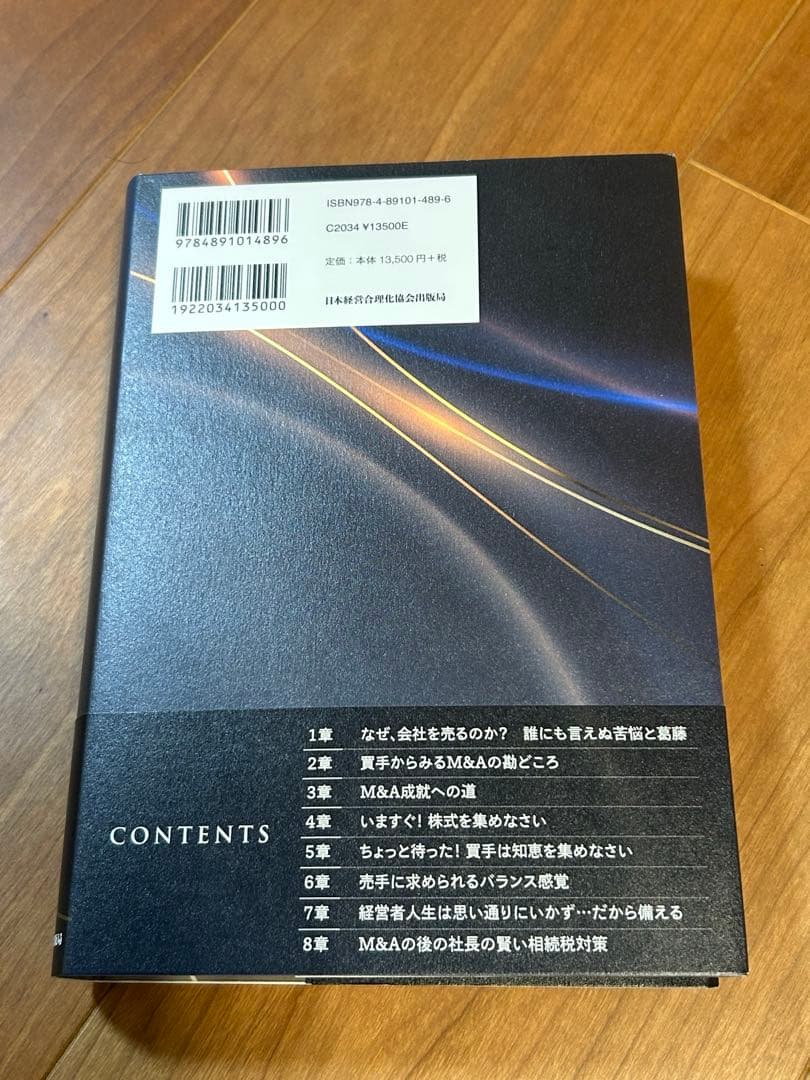 ISBN978-4-89101-489-6
9784891014896
C2034 ¥13500E
定価:本体 13,500円+税
1922034135000
日本経営合理化協会出版局
CONTENTS
1章 なぜ、会社を売るのか? 誰にも言えぬ苦悩と葛藤
2章 買手からみるM&Aの勘どころ
3章 M&A成就への道
4章 いますぐ! 株式を集めなさい
5章 ちょっと待った! 買手は知恵を集めなさい
6章 売手に求められるバランス感覚
7章 経営者人生は思い通りにいかず…だから備える
8章 M&Aの後の社長の賢い相続税対策